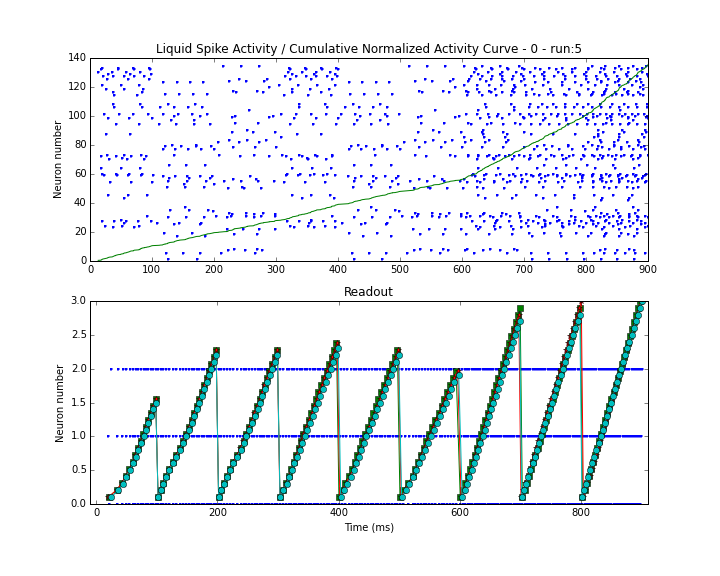 Liquid Spike Activity / Cumulative Normalized Activity Curve - 0 - run:5
140
120
100
80
60
40
20
0
Neuron number
0 100 200 300 400 500 600 700 800 900
Readout
3.0
2.5
2.0
1.5
1.0
0.5
0.0
Neuron number
0 200 400 600 800
Time (ms)